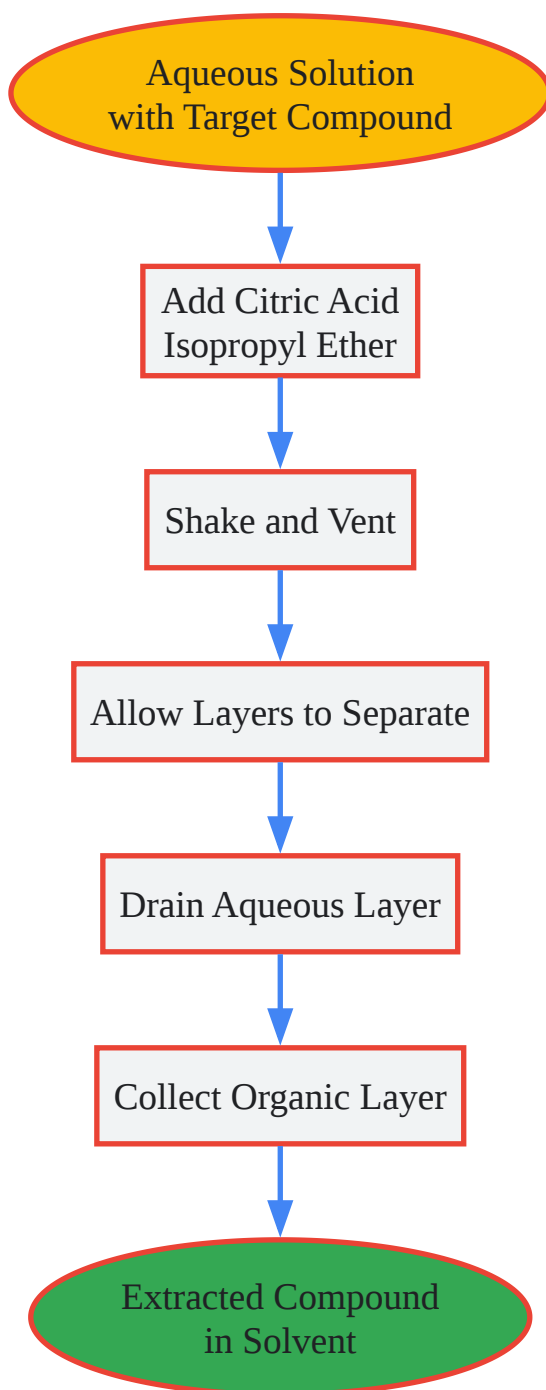 Aqueous Solution
with Target Compound
Add Citric Acid
Isopropyl Ether
Shake and Vent
Allow Layers to Separate
Drain Aqueous Layer
Collect Organic Layer
Extracted Compound
in Solvent